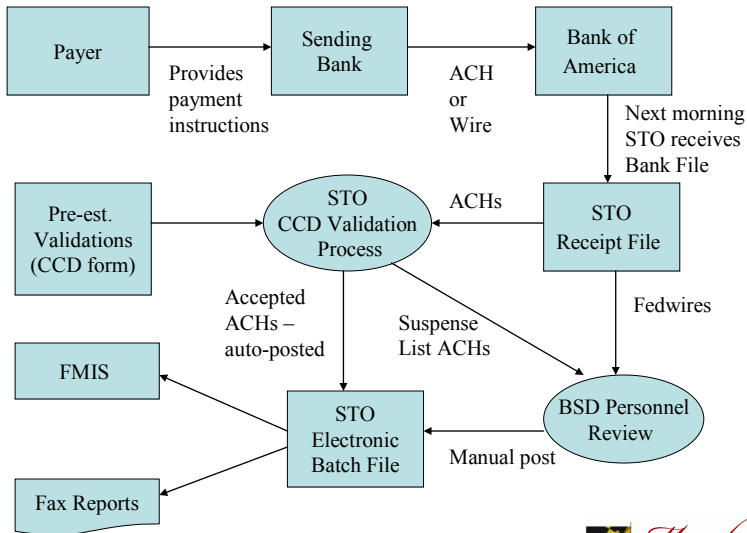 Payer
Provides
payment
instructions
Sending
Bank
ACH
or
Wire
Bank of
America
Next morning
STO receives
Bank File
Pre-est.
Validations
(CCD form)
STO
CCD Validation
Process
ACHs
STO
Receipt File
Accepted
ACHs –
auto-posted
Suspense
List ACHs
Fedwires
FMIS
STO
Electronic
Batch File
Manual post
BSD Personnel
Review
Fax Reports